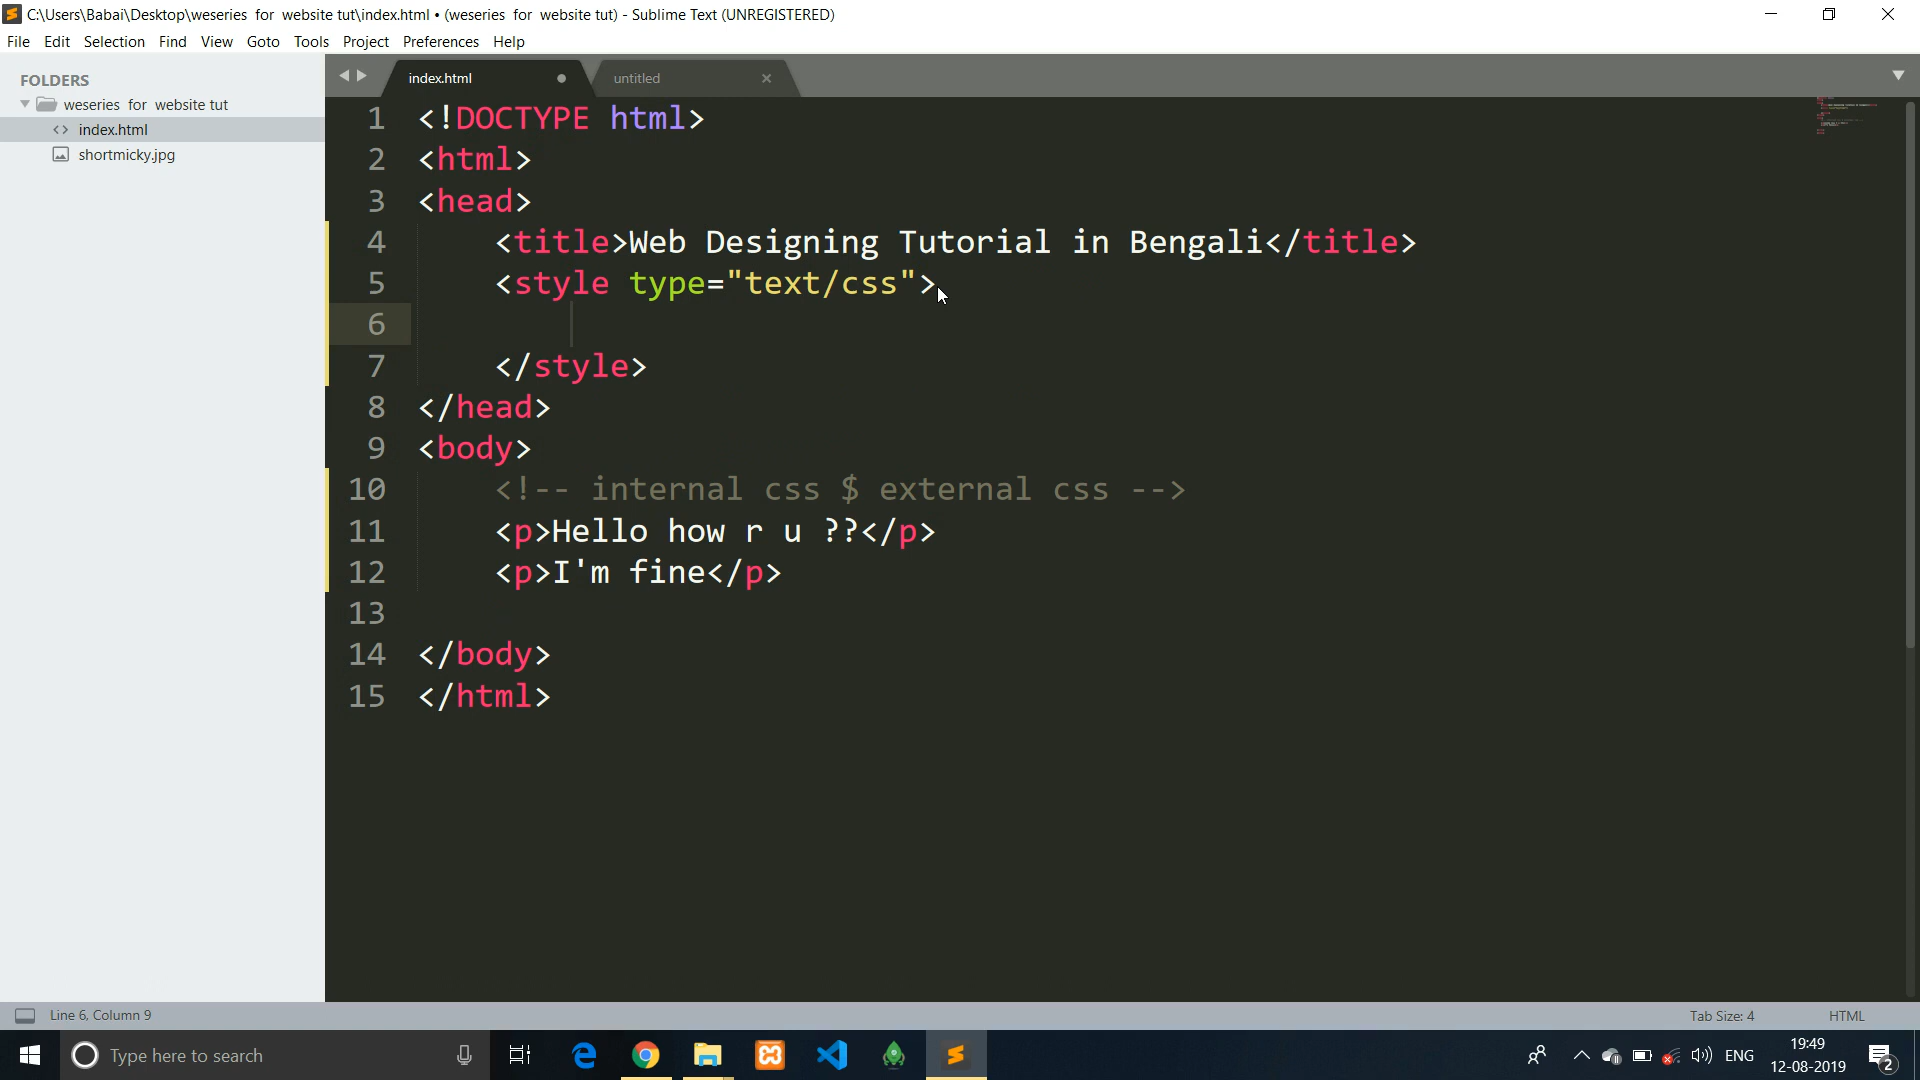 C:\Users\Babai\Desktop\weseries for website tut\index.html • (weseries for website tut) - Sublime Text (UNREGISTERED)
File Edit Selection Find View Goto Tools Project Preferences Help
FOLDERS
weseries for website tut
index.html
shortmicky.jpg
index.html
untitled
1 <!DOCTYPE html>
2 <html>
3 <head>
4 <title>Web Designing Tutorial in Bengali</title>
5 <style type="text/css">
6
7 </style>
8 </head>
9 <body>
10 <!-- internal css $ external css -->
11 <p>Hello how r u ??</p>
12 <p>I'm fine</p>
13
14 </body>
15 </html>
Line 6, Column 9
Tab Size: 4
HTML
Type here to search
ENG
19:49
12-08-2019
2